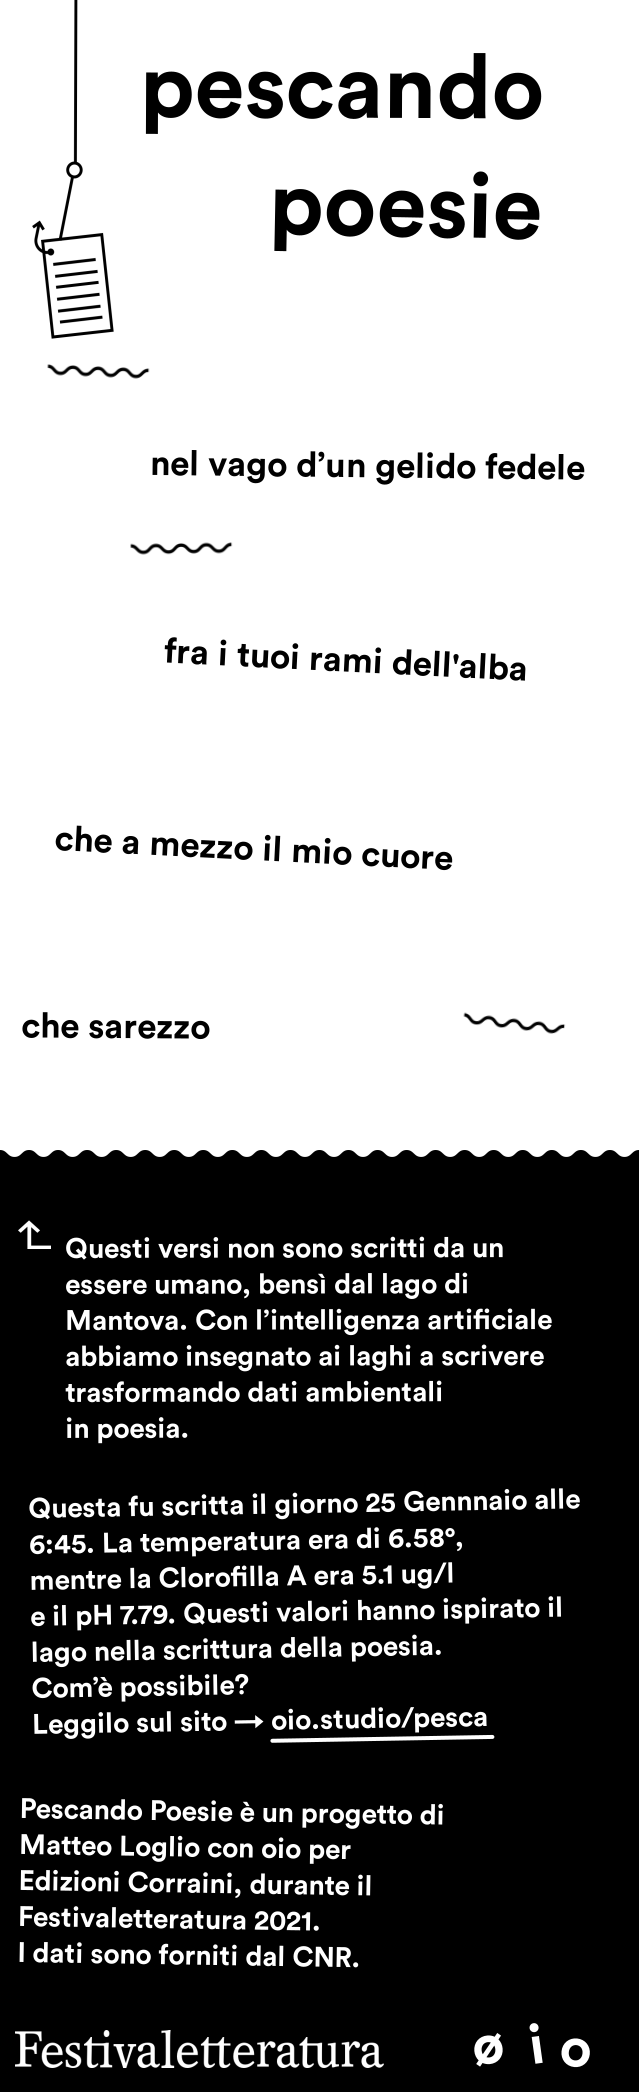 pescando
poesie
nel vago d’un gelido fedele
fra i tuoi rami dell'alba
che a mezzo il mio cuore
che sarezzo
Questi versi non sono scritti da un
essere umano, bensì dal lago di
Mantova. Con l’intelligenza artificiale
abbiamo insegnato ai laghi a scrivere
trasformando dati ambientali
in poesia.
Questa fu scritta il giorno 25 Gennnaio alle
6:45. La temperatura era di 6.58°,
mentre la Clorofilla A era 5.1 ug/l
e il pH 7.79. Questi valori hanno ispirato il
lago nella scrittura della poesia.
Com’è possibile?
Leggilo sul sito → oio.studio/pesca
Pescando Poesie è un progetto di
Matteo Loglio con oio per
Edizioni Corraini, durante il
Festivaletteratura 2021.
I dati sono forniti dal CNR.
Festivaletteratura øio